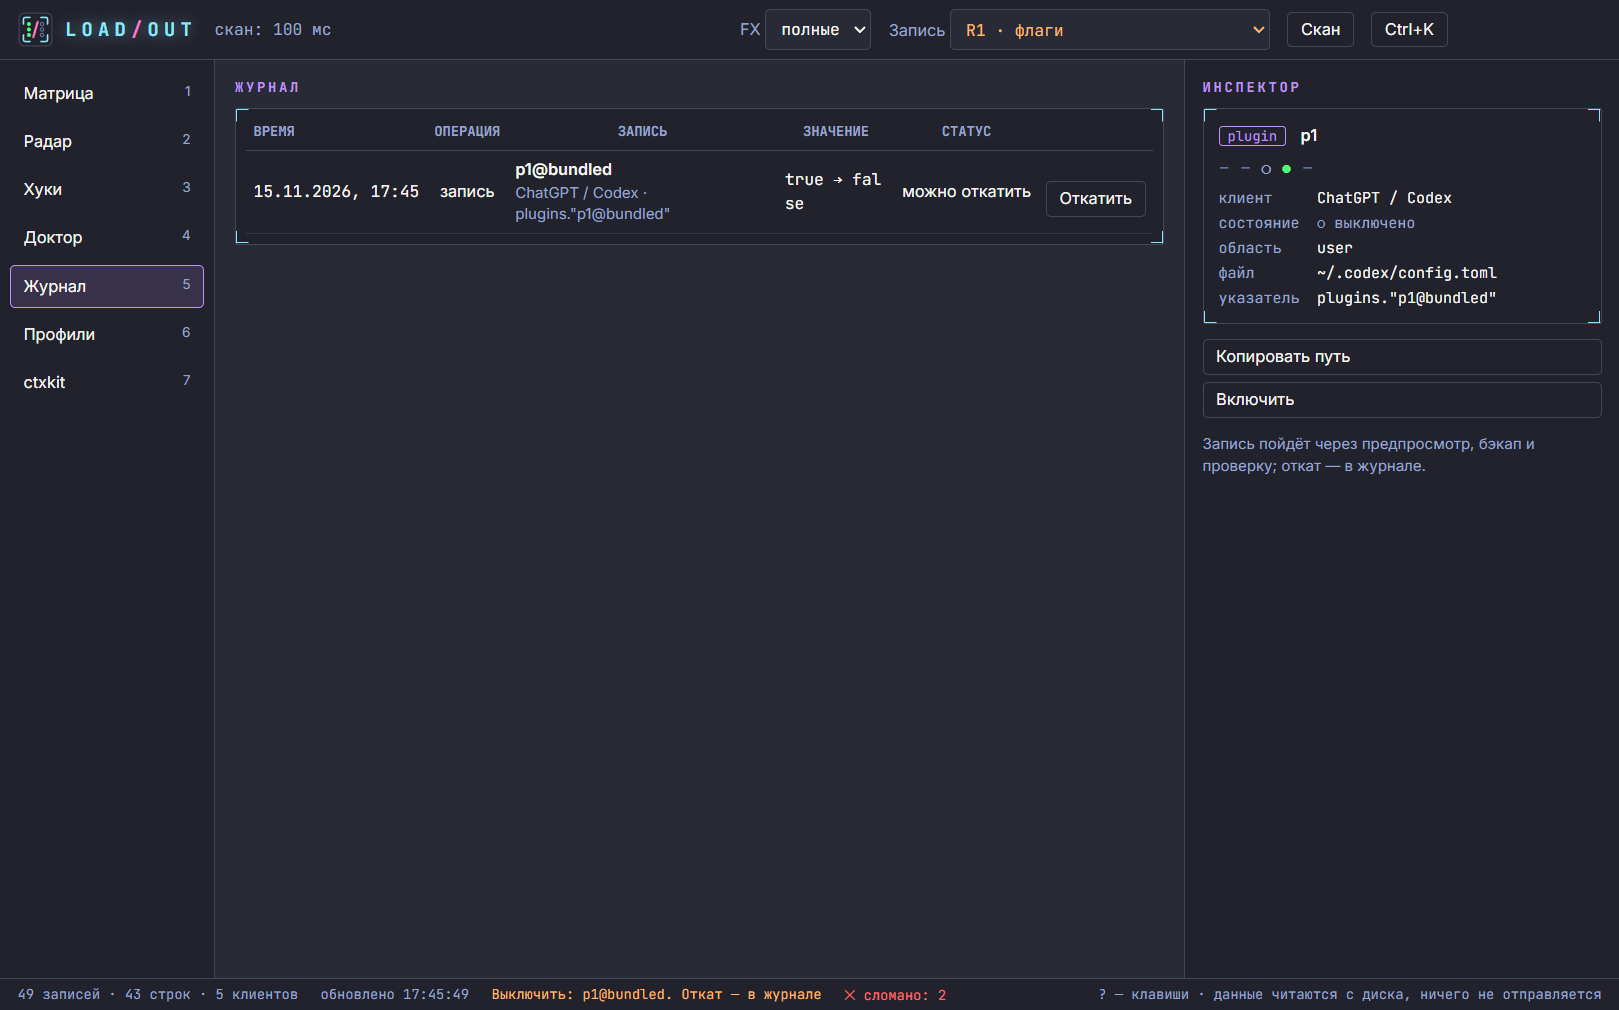 LOAD/OUT
скан: 100 мс
FX
полные
Запись
R1 · флаги
Скан
Ctrl+K
Матрица 1
Радар 2
Хуки 3
Доктор 4
Журнал 5
Профили 6
ctxkit 7
ЖУРНАЛ
ВРЕМЯ ОПЕРАЦИЯ ЗАПИСЬ ЗНАЧЕНИЕ СТАТУС
15.11.2026, 17:45
запись
p1@bundled
ChatGPT / Codex ·
plugins."p1@bundled"
true → fal
se
можно откатить
Откатить
ИНСПЕКТОР
plugin p1
— — ○ ● —
клиент ChatGPT / Codex
состояние ○ выключено
область user
файл ~/.codex/config.toml
указатель plugins."p1@bundled"
Копировать путь
Включить
Запись пойдёт через предпросмотр, бэкап и
проверку; откат — в журнале.
49 записей · 43 строк · 5 клиентов
обновлено 17:45:49
Выключить: p1@bundled. Откат — в журнале
✕ сломано: 2
? — клавиши · данные читаются с диска, ничего не отправляется